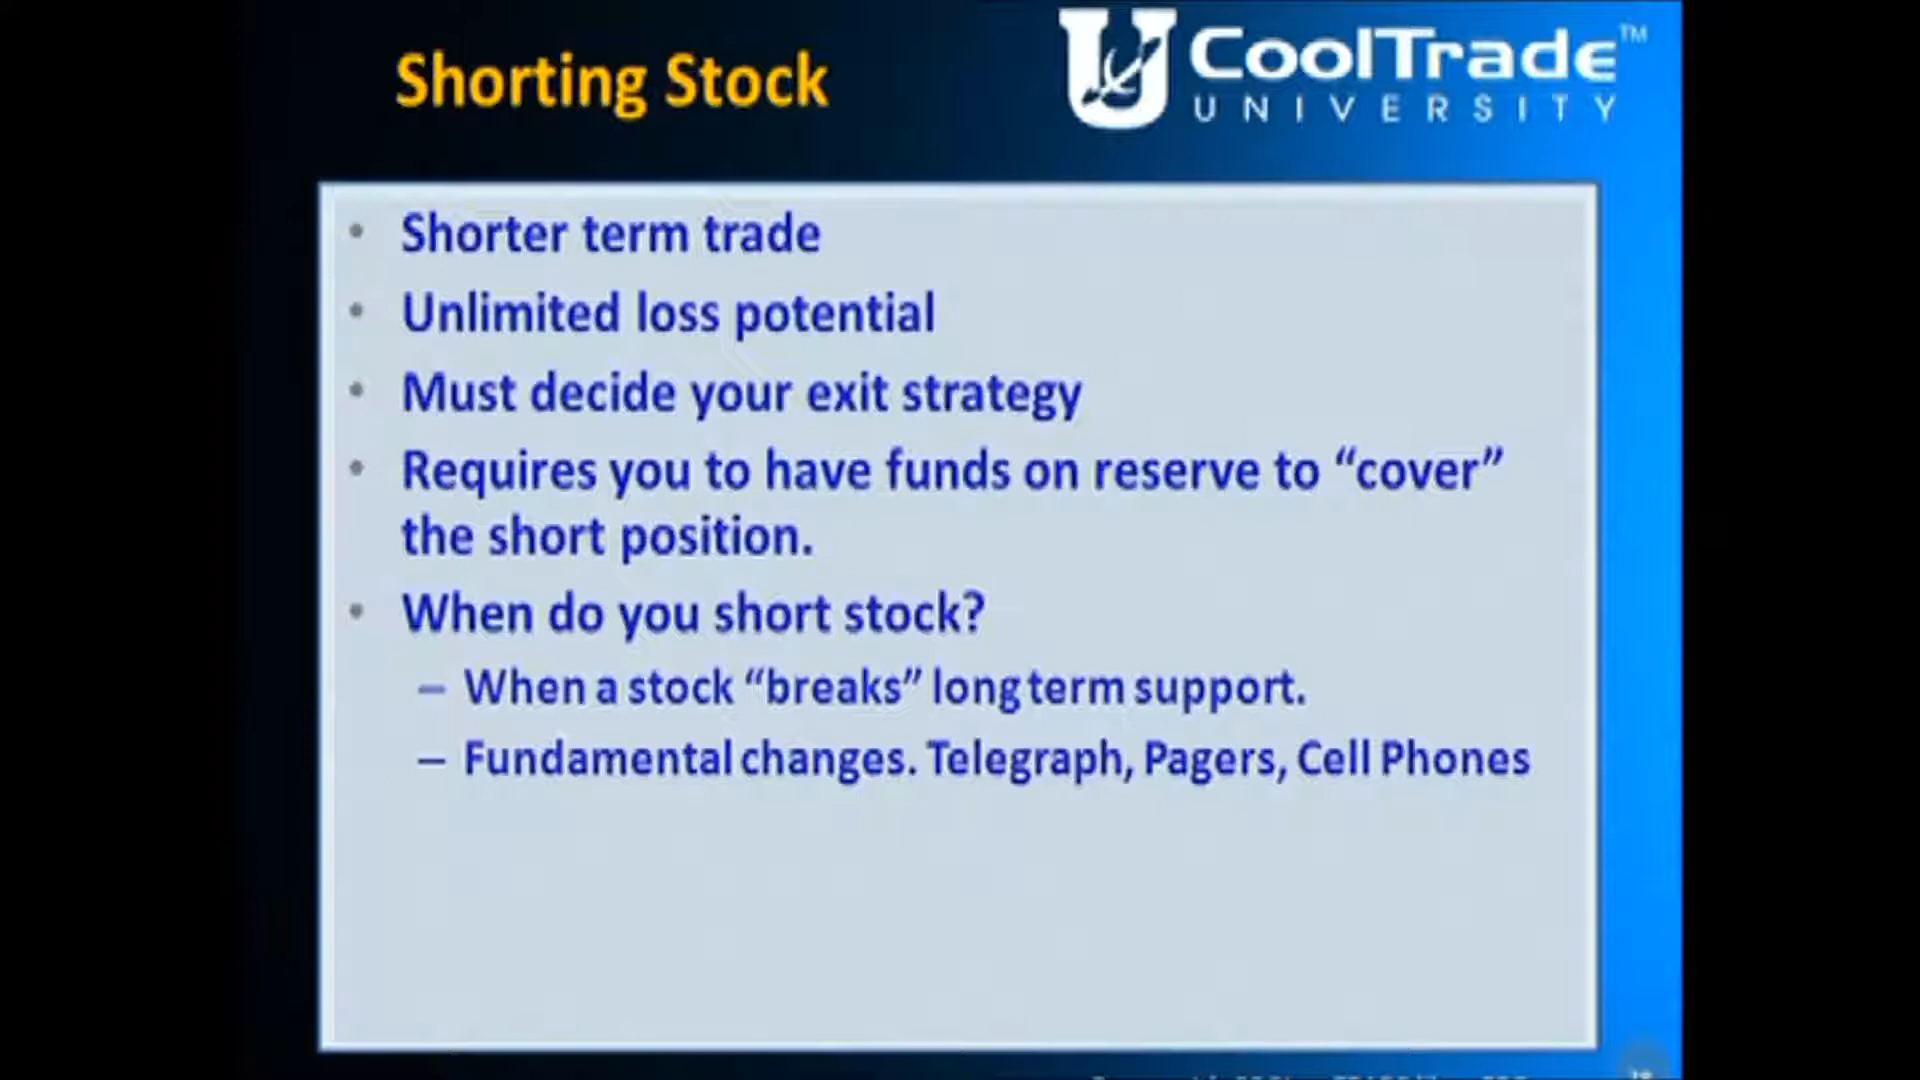 Shorting Stock
U CoolTrade™
UNIVERSITY
• Shorter term trade
• Unlimited loss potential
• Must decide your exit strategy
• Requires you to have funds on reserve to “cover”
the short position.
• When do you short stock?
– When a stock “breaks” long term support.
– Fundamental changes. Telegraph, Pagers, Cell Phones